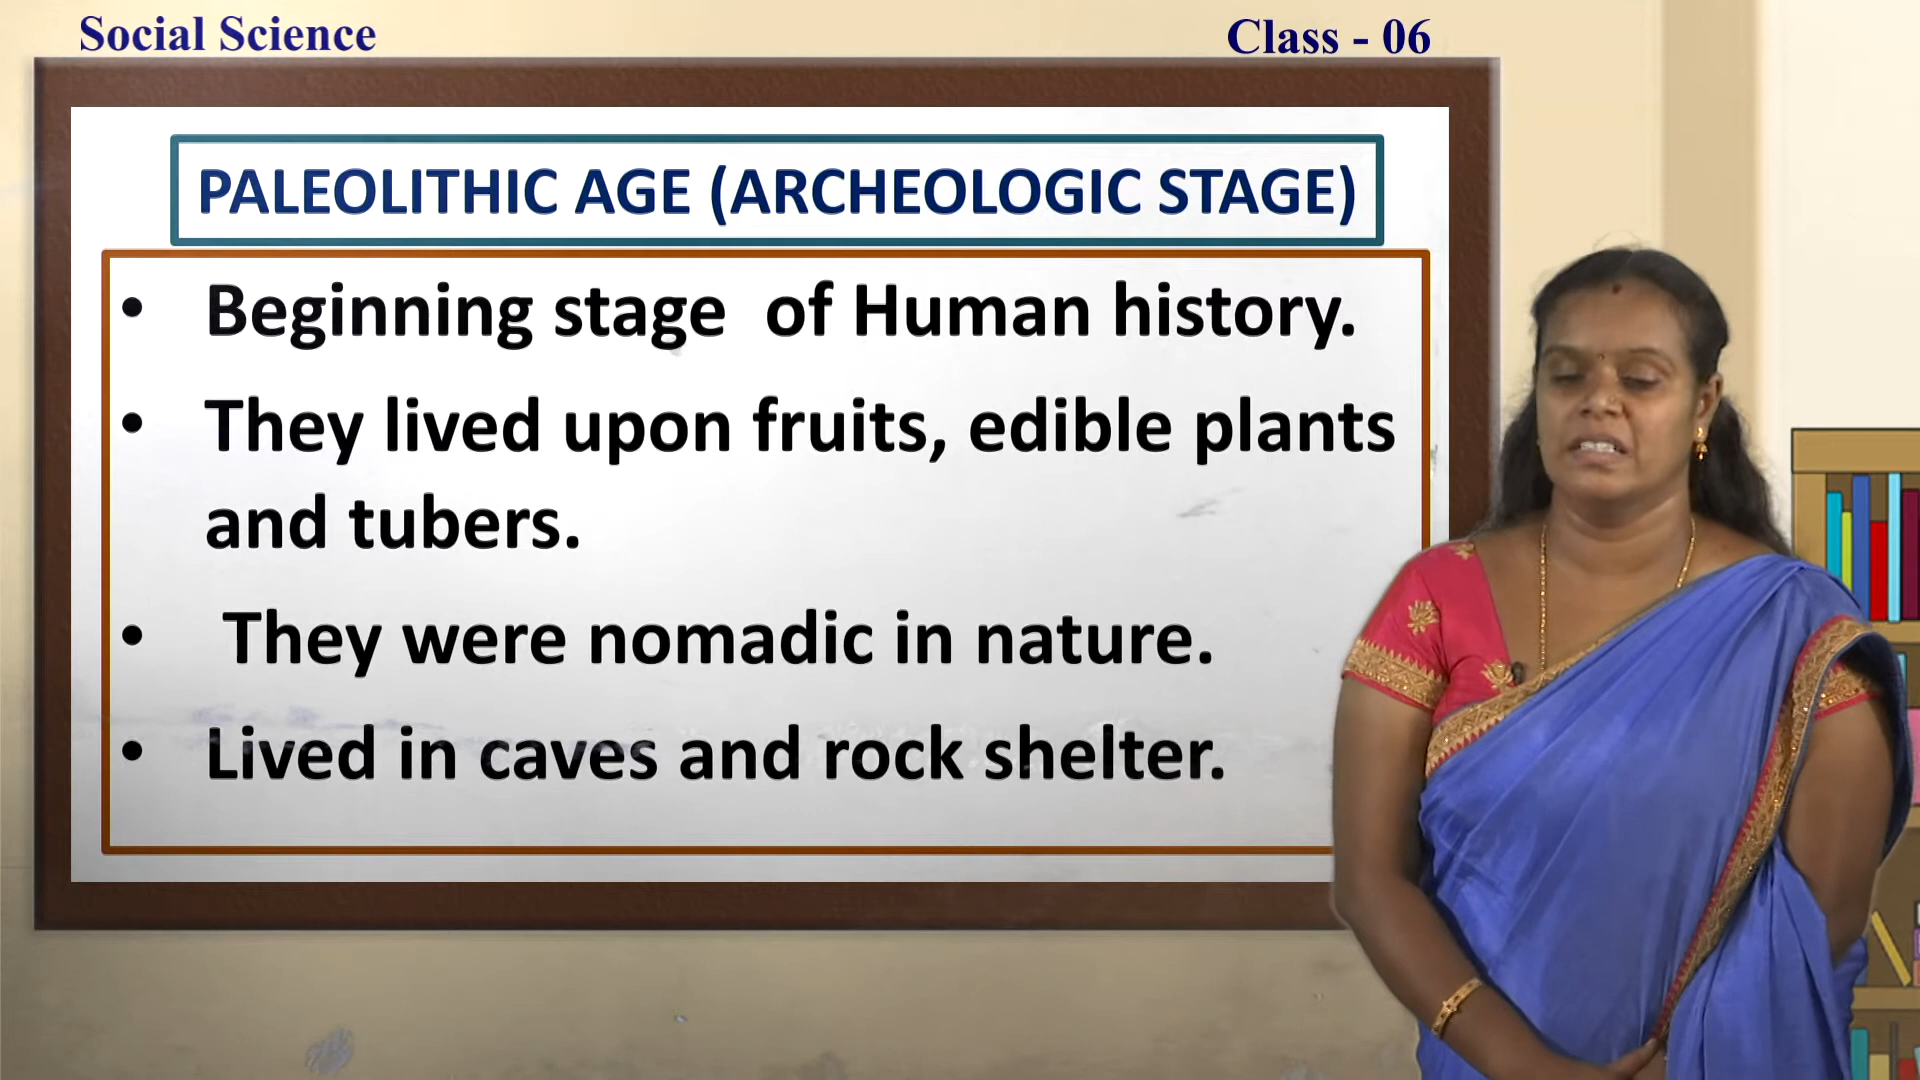 Social Science
Class - 06
PALEOLITHIC AGE (ARCHEOLOGIC STAGE)
• Beginning stage of Human history.
• They lived upon fruits, edible plants
and tubers.
• They were nomadic in nature.
• Lived in caves and rock shelter.